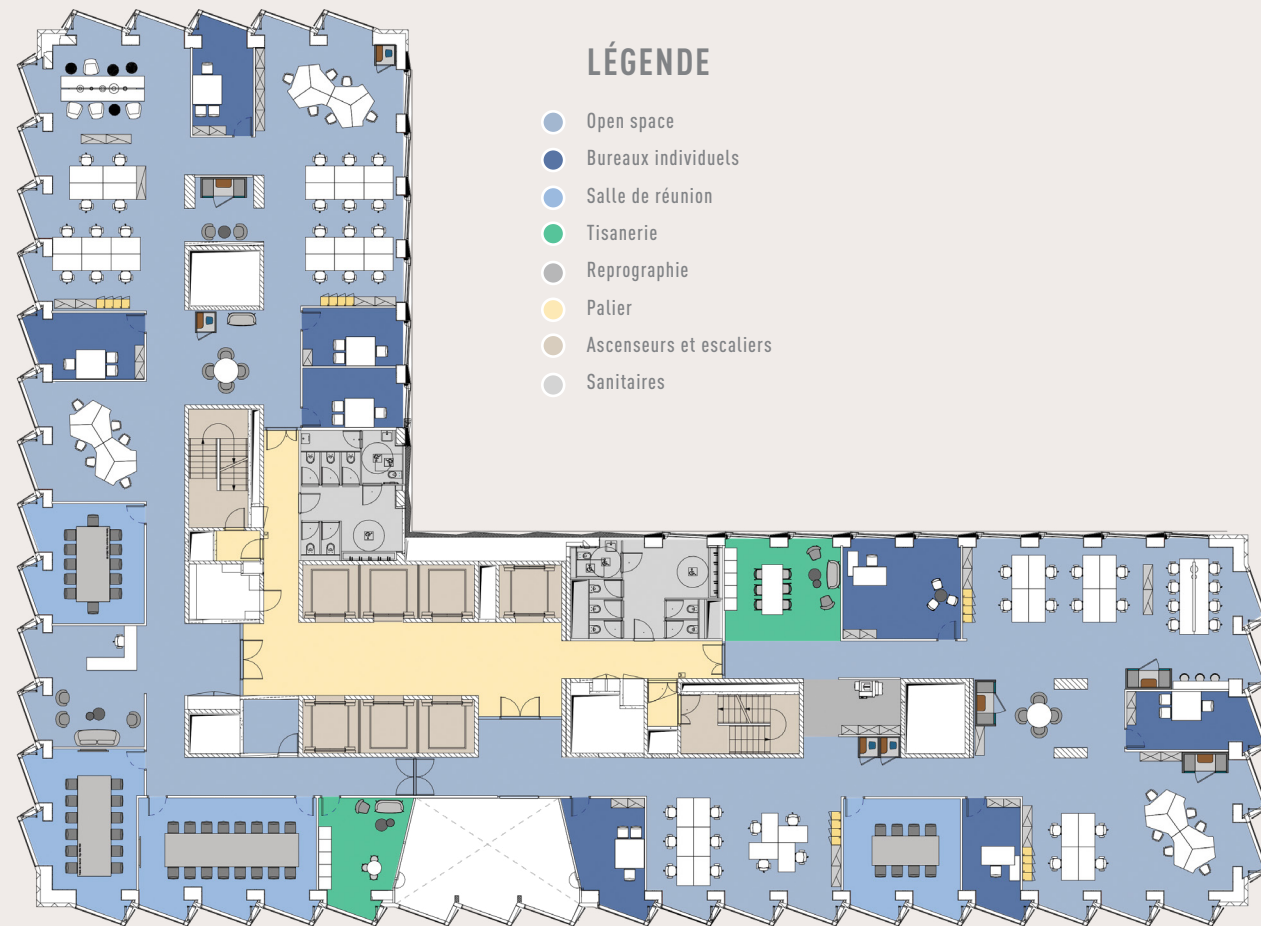 LÉGENDE
Open space
Bureaux individuels
Salle de réunion
Tisanerie
Reprographie
Palier
Ascenseurs et escaliers
Sanitaires